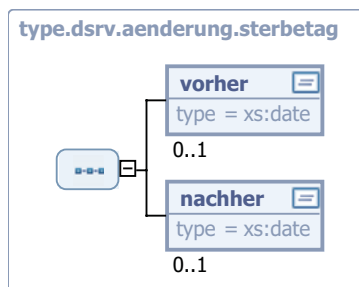 type.dsrv.aenderung.sterbetag
vorher
type = xs:date
0..1
nachher
type = xs:date
0..1